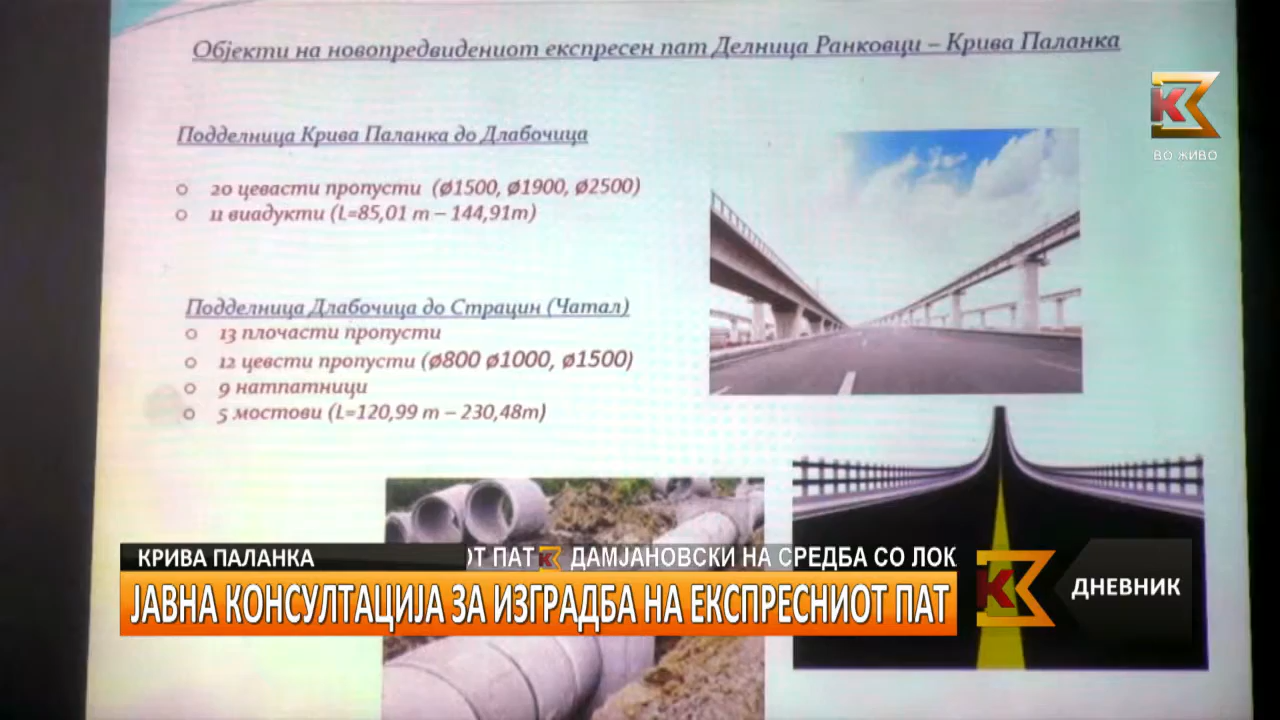 Објекти на новопредвидениот експресен пат Делница Ранковци – Крива Паланка
Подделница Крива Паланка до Длабочица
20 цевасти пропусти (ø1500, ø1900, ø2500)
11 виадукти (L=85,01 m – 144,91m)
Подделница Длабочица до Страцин (Чатал)
13 плочасти пропусти
12 цевсти пропусти (ø800 ø1000, ø1500)
9 натпатници
5 мостови (L=120,99 m – 230,48m)
К3
ВО ЖИВО
КРИВА ПАЛАНКА
ОТ ПАТ К3 ДАМЈАНОВСКИ НА СРЕДБА СО ЛОК
ЈАВНА КОНСУЛТАЦИЈА ЗА ИЗГРАДБА НА ЕКСПРЕСНИОТ ПАТ
К3 ДНЕВНИК